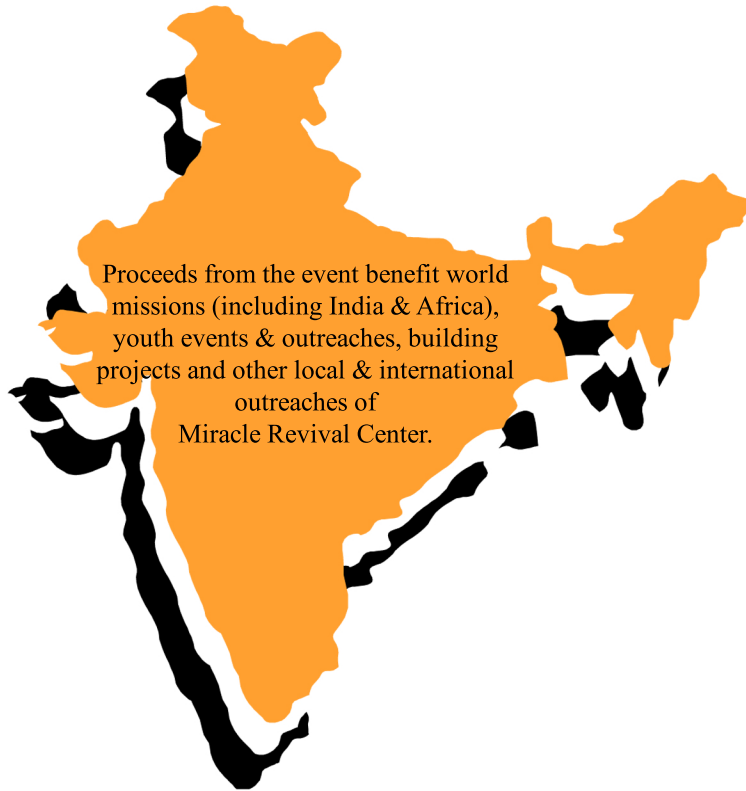 Proceeds from the event benefit world
missions (including India & Africa),
youth events & outreaches, building
projects and other local & international
outreaches of
Miracle Revival Center.